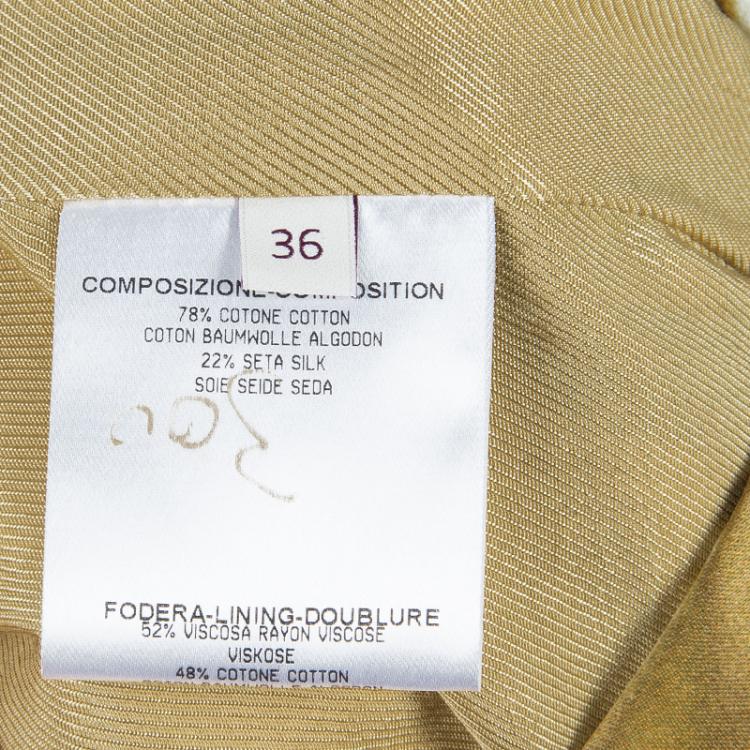 36
COMPOSIZIONE-COMPOSITION
78% COTONE COTTON
COTON BAUMWOLLE ALGODON
22% SETA SILK
SOIE SEIDE SEDA
FODERA-LINING-DOUBLURE
52% VISCOSA RAYON VISCOSE
VISKOSE
48% COTONE COTTON